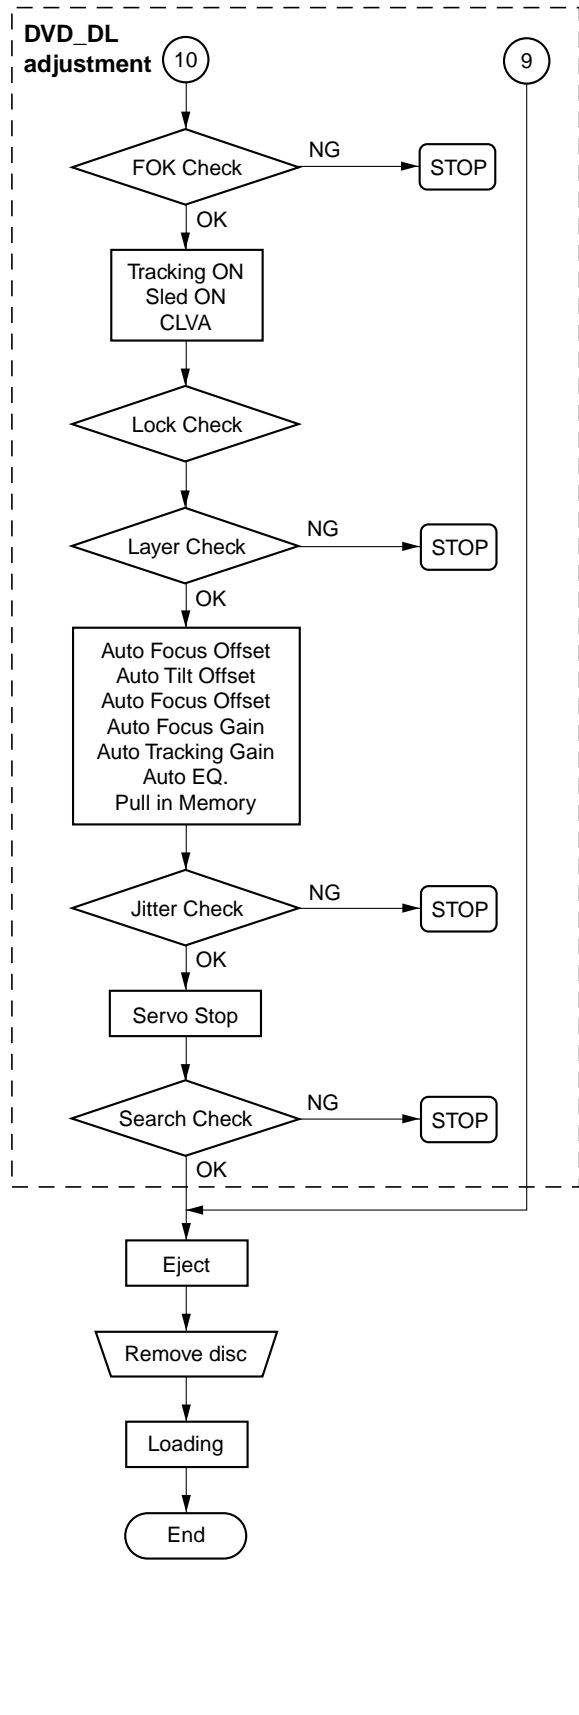 DVD_DL
adjustment
10
9
FOK Check
NG
STOP
OK
Tracking ON
Sled ON
CLVA
Lock Check
Layer Check
NG
STOP
OK
Auto Focus Offset
Auto Tilt Offset
Auto Focus Offset
Auto Focus Gain
Auto Tracking Gain
Auto EQ.
Pull in Memory
Jitter Check
NG
STOP
OK
Servo Stop
Search Check
NG
STOP
OK
Eject
Remove disc
Loading
End